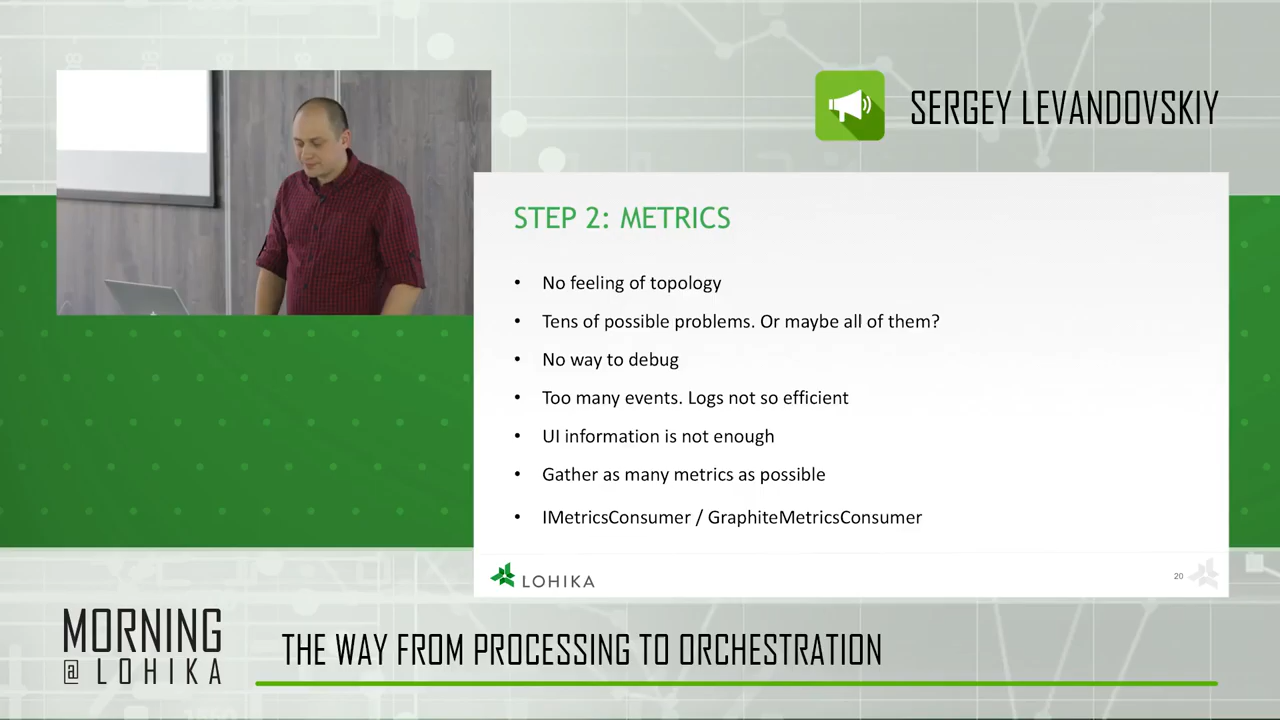 SERGEY LEVANDOVSKIY
STEP 2: METRICS
• No feeling of topology
• Tens of possible problems. Or maybe all of them?
• No way to debug
• Too many events. Logs not so efficient
• UI information is not enough
• Gather as many metrics as possible
• IMetricsConsumer / GraphiteMetricsConsumer
LOHIKA
20
MORNING
@ LOHIKA
THE WAY FROM PROCESSING TO ORCHESTRATION